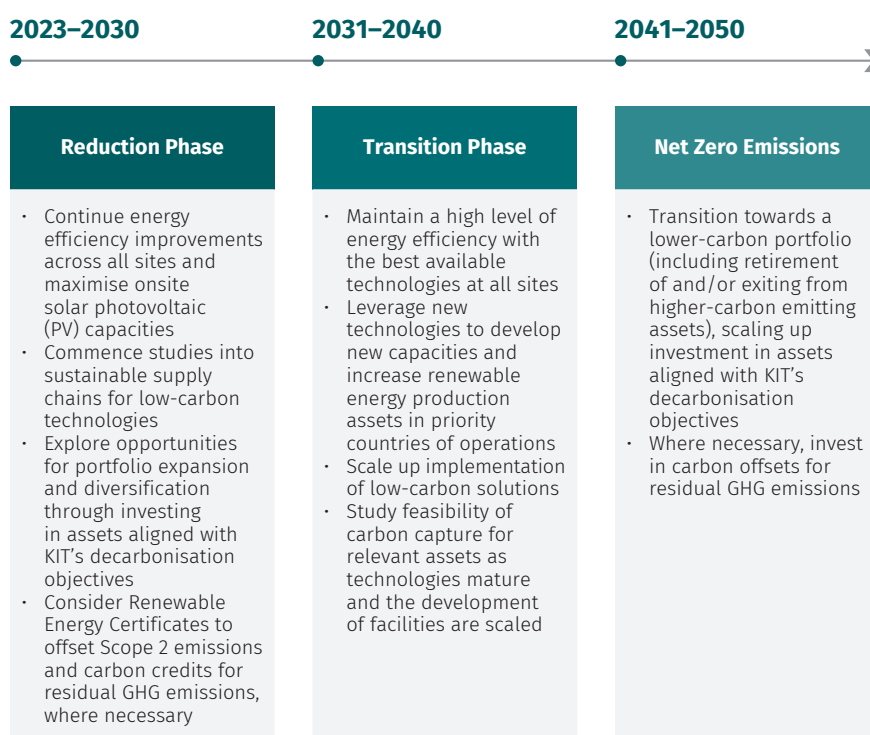 2023–2030
2031–2040
2041–2050
Reduction Phase
· Continue energy
efficiency improvements
across all sites and
maximise onsite
solar photovoltaic
(PV) capacities
· Commence studies into
sustainable supply
chains for low-carbon
technologies
· Explore opportunities
for portfolio expansion
and diversification
through investing
in assets aligned with
KIT’s decarbonisation
objectives
· Consider Renewable
Energy Certificates to
offset Scope 2 emissions
and carbon credits for
residual GHG emissions,
where necessary
Transition Phase
· Maintain a high level of
energy efficiency with
the best available
technologies at all sites
· Leverage new
technologies to develop
new capacities and
increase renewable
energy production
assets in priority
countries of operations
· Scale up implementation
of low-carbon solutions
· Study feasibility of
carbon capture for
relevant assets as
technologies mature
and the development
of facilities are scaled
Net Zero Emissions
· Transition towards a
lower-carbon portfolio
(including retirement
of and/or exiting from
higher-carbon emitting
assets), scaling up
investment in assets
aligned with KIT’s
decarbonisation
objectives
· Where necessary, invest
in carbon offsets for
residual GHG emissions